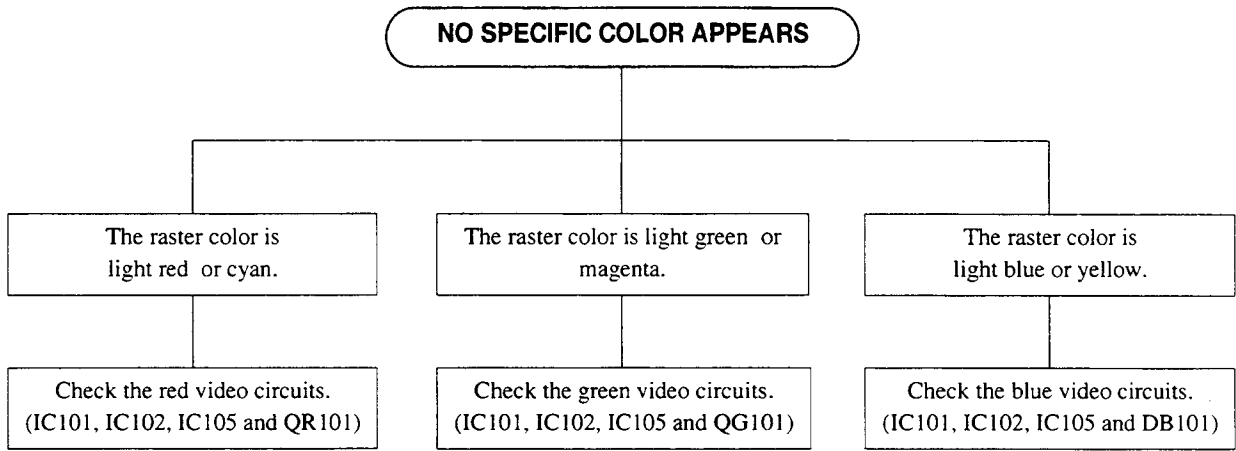 NO SPECIFIC COLOR APPEARS
The raster color is
light red or cyan.
The raster color is light green or
magenta.
The raster color is
light blue or yellow.
Check the red video circuits.
(IC101, IC102, IC105 and QR101)
Check the green video circuits.
(IC101, IC102, IC105 and QG101)
Check the blue video circuits.
(IC101, IC102, IC105 and DB101)